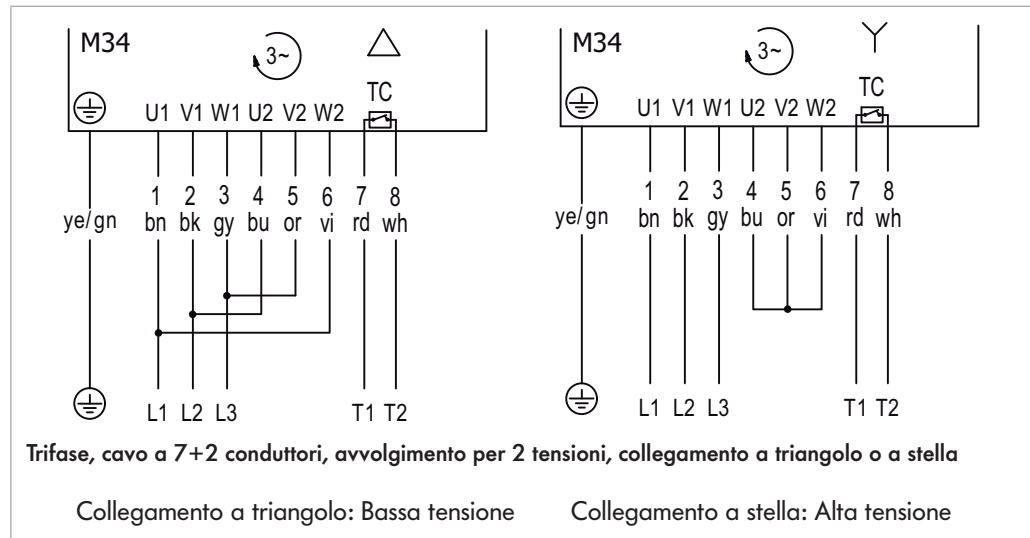 M34 3~ TC
U1 V1 W1 U2 V2 W2
1 2 3 4 5 6 7 8
ye/gn bn bk gy bu or vi rd wh
L1 L2 L3 T1 T2
M34 3~ TC
U1 V1 W1 U2 V2 W2
1 2 3 4 5 6 7 8
ye/gn bn bk gy bu or vi rd wh
L1 L2 L3 T1 T2
Trifase, cavo a 7+2 conduttori, avvolgimento per 2 tensioni, collegamento a triangolo o a stella
Collegamento a triangolo: Bassa tensione
Collegamento a stella: Alta tensione